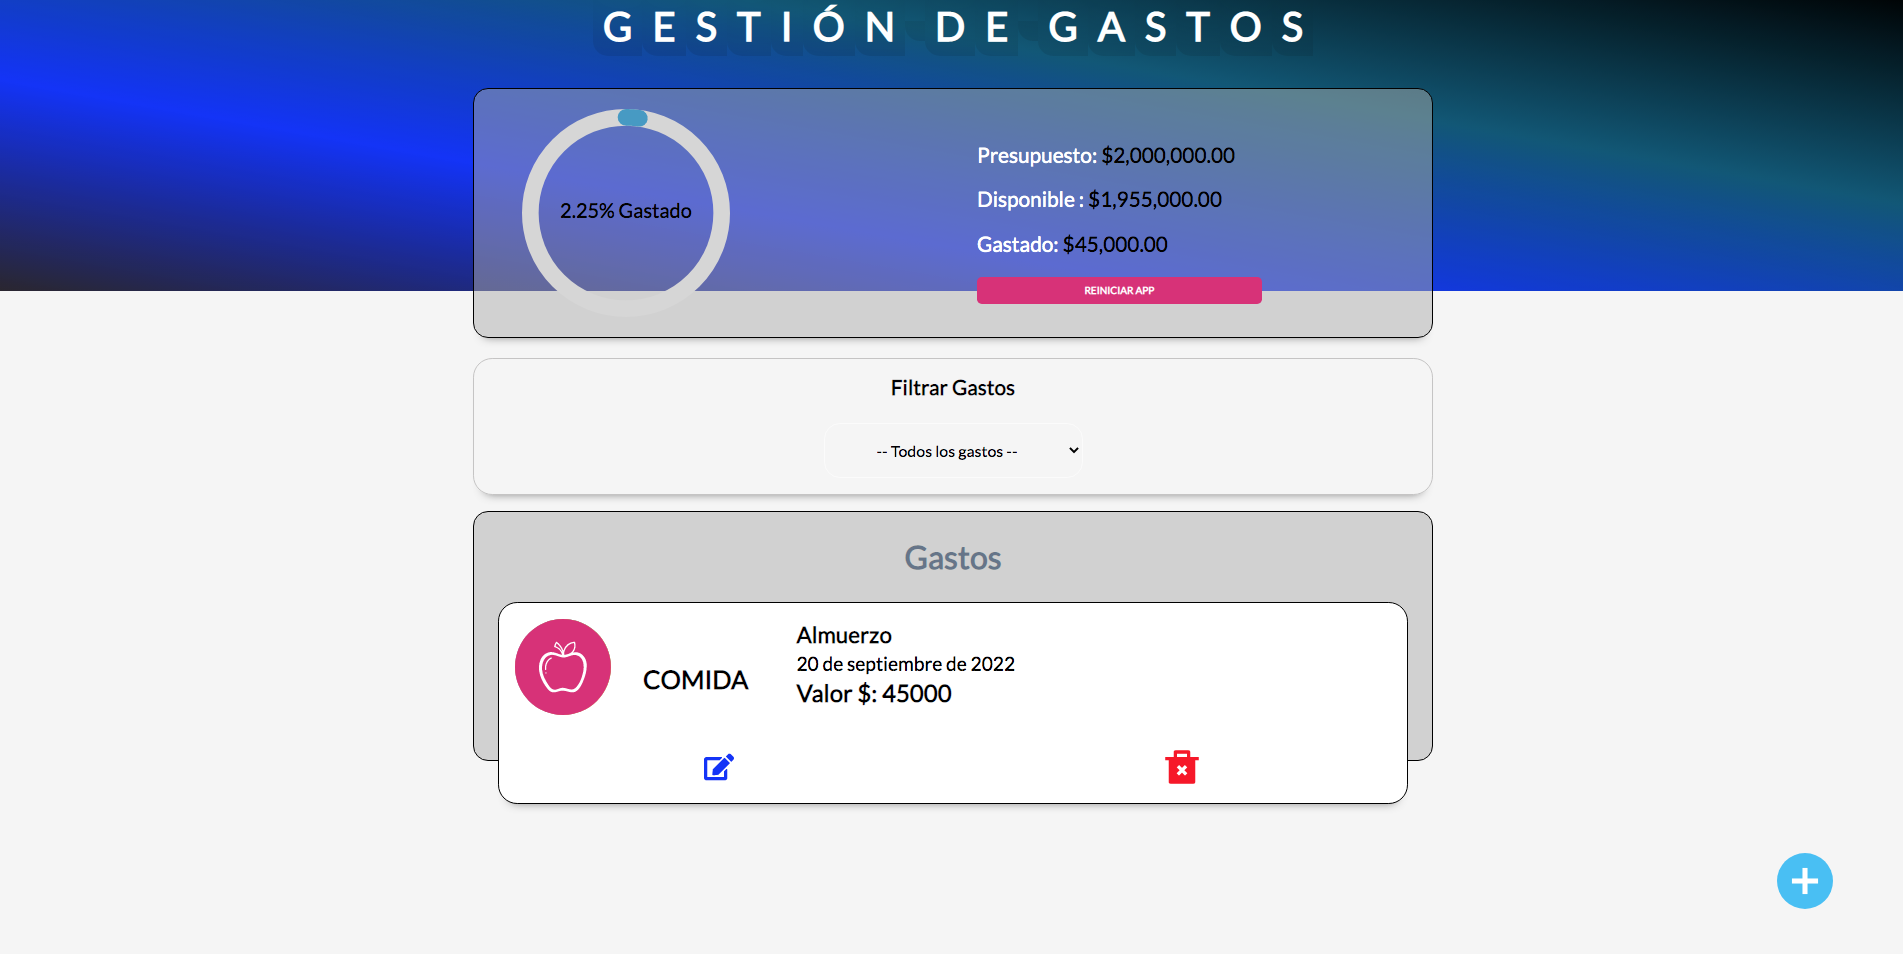 GESTIÓN DE GASTOS
2.25% Gastado
Presupuesto: $2,000,000.00
Disponible : $1,955,000.00
Gastado: $45,000.00
REINICIAR APP
Filtrar Gastos
-- Todos los gastos --
Gastos
COMIDA
Almuerzo
20 de septiembre de 2022
Valor $: 45000